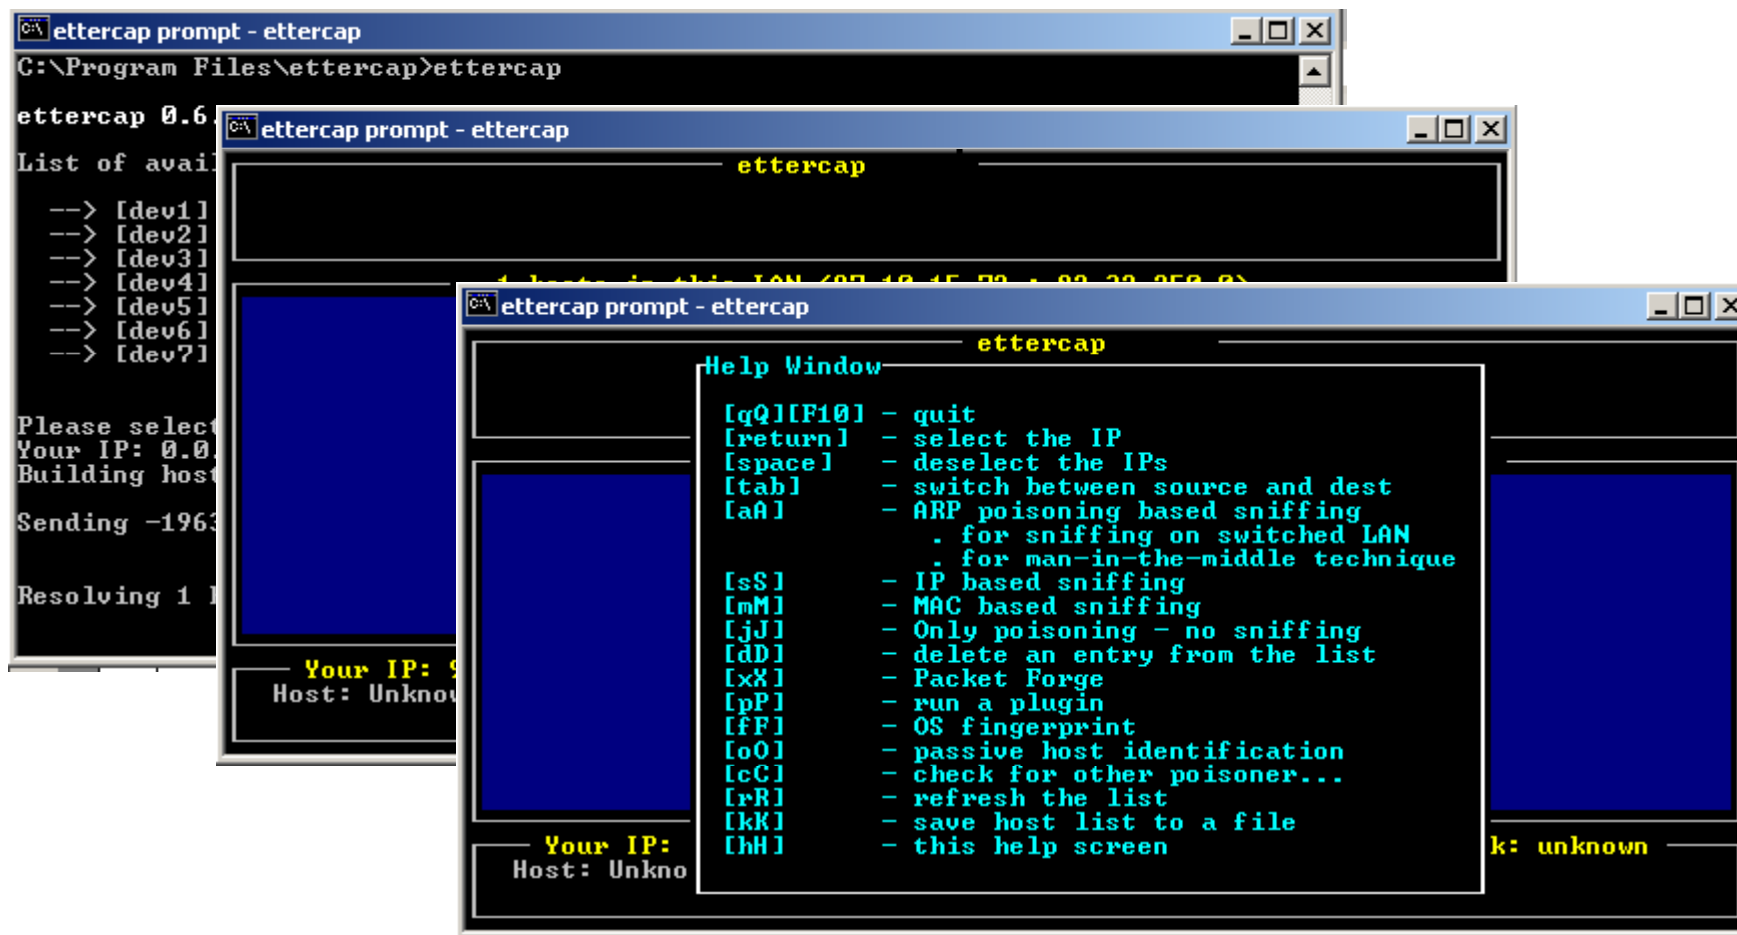 ettercap prompt - ettercap
C:\Program Files\ettercap>ettercap
ettercap 0.6.
List of avail
--> [dev1]
--> [dev2]
--> [dev3]
--> [dev4]
--> [dev5]
--> [dev6]
--> [dev7]
Please select
Your IP: 0.0.
Building host
Sending -1963
Resolving 1
ettercap prompt - ettercap
ettercap
1 hosts in this LAN
Your IP: 9
Host: Unknow
ettercap prompt - ettercap
ettercap
Help Window
[qQ][F10] - quit
[return] - select the IP
[space] - deselect the IPs
[tab] - switch between source and dest
[aA] - ARP poisoning based sniffing
. for sniffing on switched LAN
. for man-in-the-middle technique
[sS] - IP based sniffing
[mM] - MAC based sniffing
[jJ] - Only poisoning - no sniffing
[dD] - delete an entry from the list
[xX] - Packet Forge
[pP] - run a plugin
[fF] - OS fingerprint
[oO] - passive host identification
[cC] - check for other poisoner...
[rR] - refresh the list
[kK] - save host list to a file
[hH] - this help screen
Your IP:
k: unknown
Host: Unkno